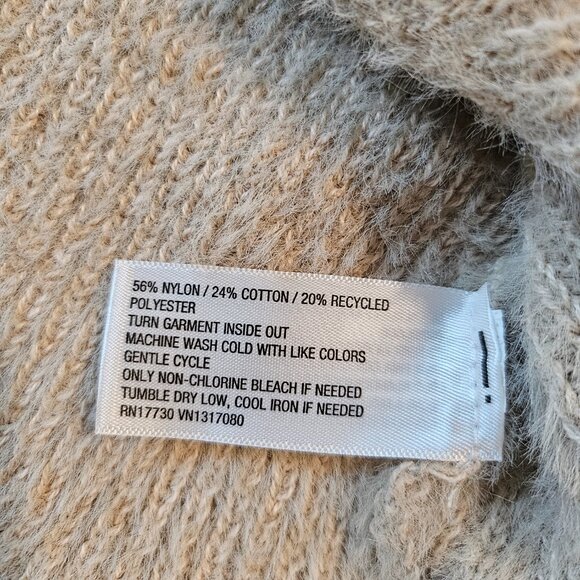 56% NYLON / 24% COTTON / 20% RECYCLED
POLYESTER
TURN GARMENT INSIDE OUT
MACHINE WASH COLD WITH LIKE COLORS
GENTLE CYCLE
ONLY NON-CHLORINE BLEACH IF NEEDED
TUMBLE DRY LOW, COOL IRON IF NEEDED
RN17730 VN1317080